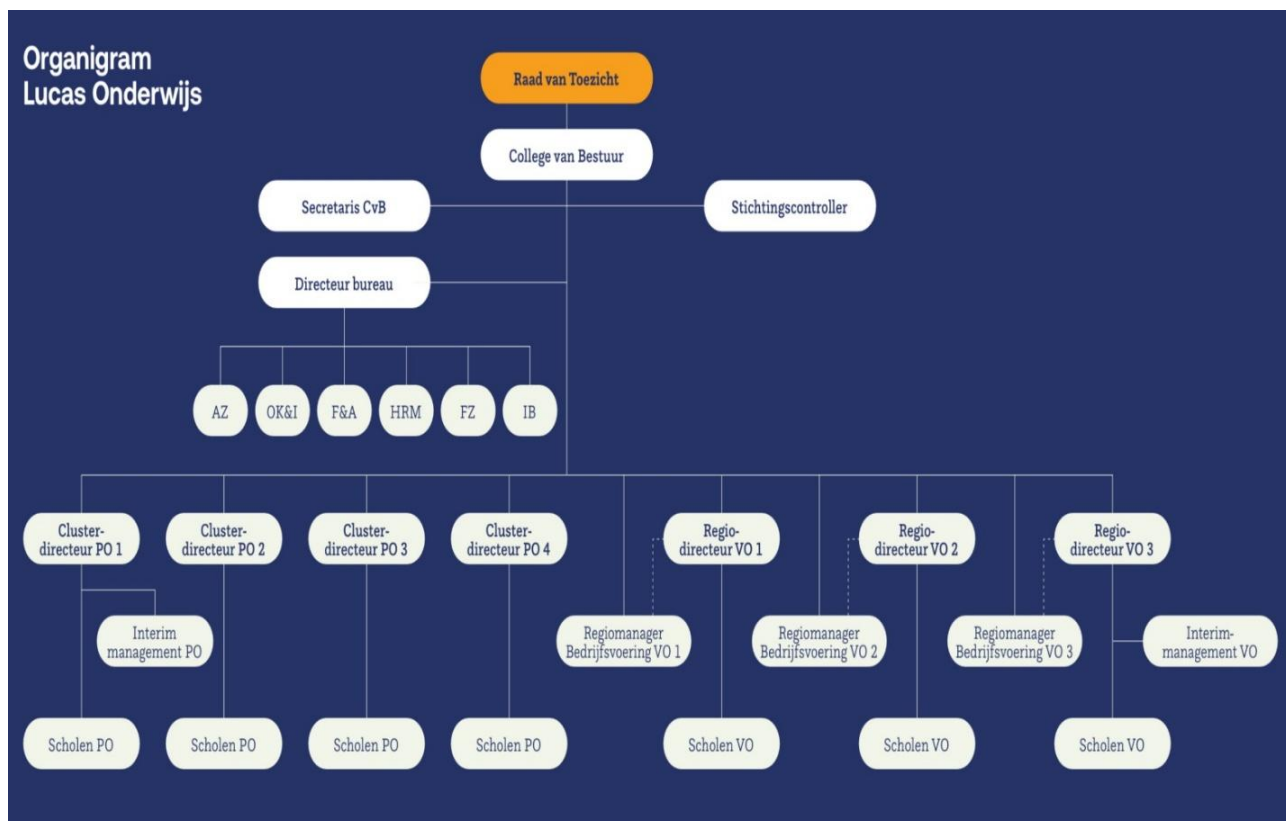 Organigram
Lucas Onderwijs
Raad van Toezicht
College van Bestuur
Secretaris CvB
Stichtingscontroller
Directeur bureau
AZ
OK&I
F&A
HRM
FZ
IB
Cluster-
directeur PO 1
Cluster-
directeur PO 2
Cluster-
directeur PO 3
Cluster-
directeur PO 4
Regio-
directeur VO 1
Regio-
directeur VO 2
Regio-
directeur VO 3
Interim
management PO
Regiomanager
Bedrijfsvoering VO 1
Regiomanager
Bedrijfsvoering VO 2
Regiomanager
Bedrijfsvoering VO 3
Interim-
management VO
Scholen PO
Scholen PO
Scholen PO
Scholen PO
Scholen VO
Scholen VO
Scholen VO